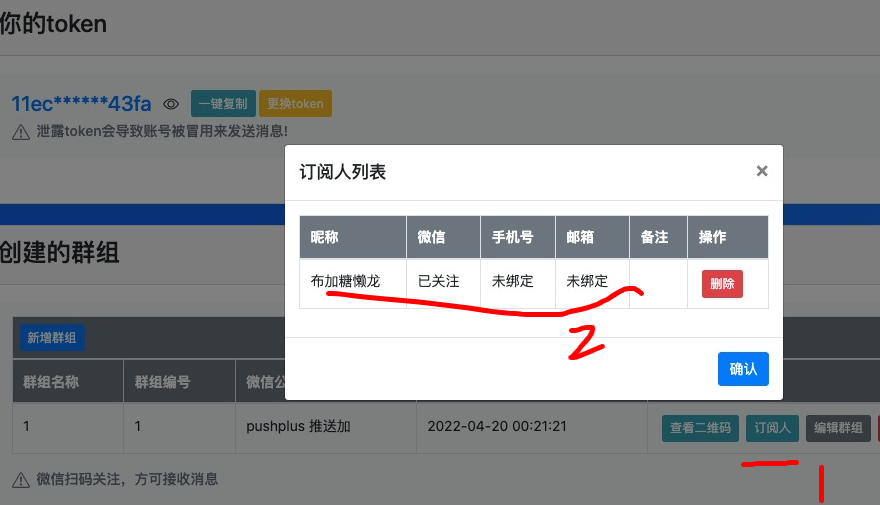 你的token
11ec******43fa 一键复制 更换token
泄露token会导致账号被冒用来发送消息!
订阅人列表 ×
昵称 微信 手机号 邮箱 备注 操作
布加糖懒龙 已关注 未绑定 未绑定 删除
2
确认
创建的群组
新增群组
群组名称 群组编号 微信公
1 1 pushplus 推送加 2022-04-20 00:21:21 查看二维码 订阅人 编辑群组
1
微信扫码关注，方可接收消息